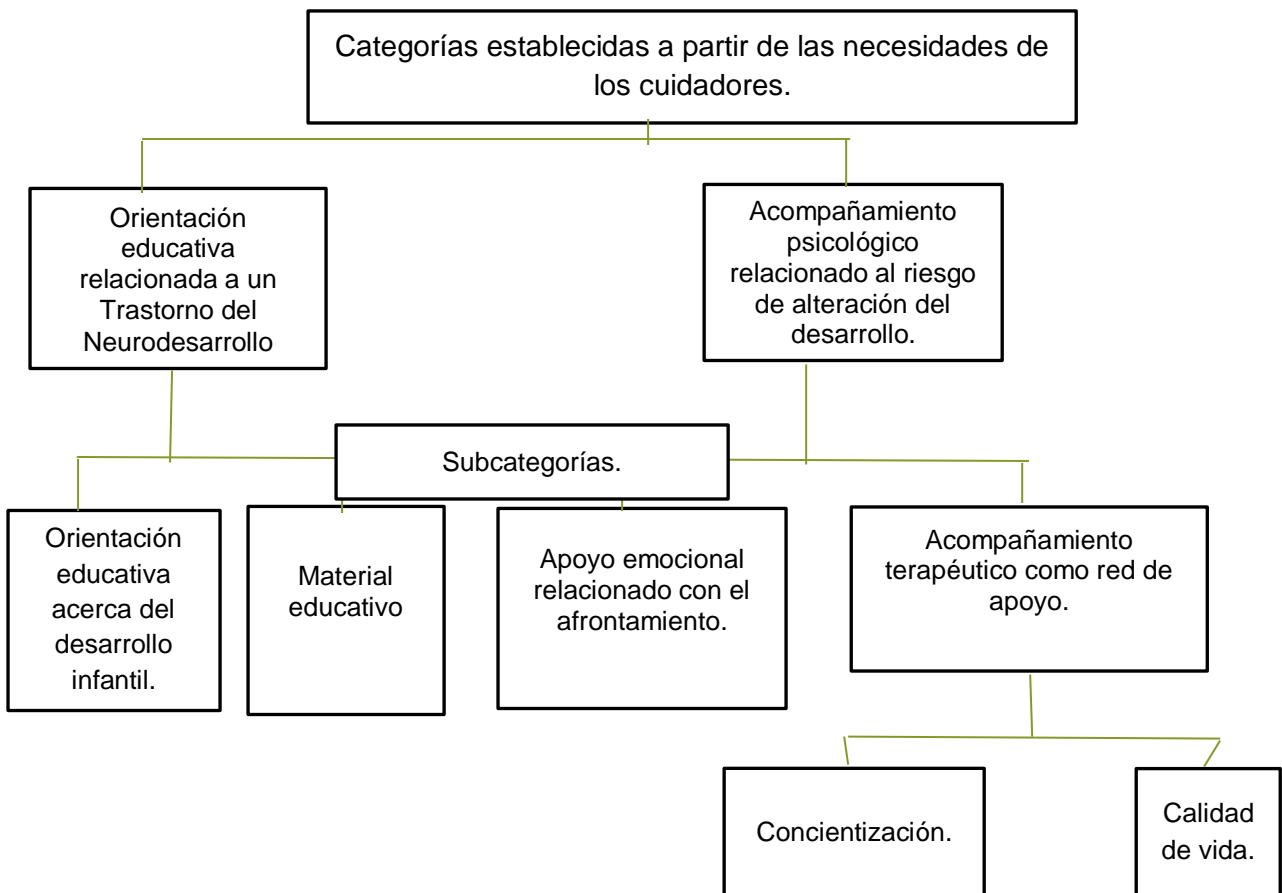 Categorías establecidas a partir de las necesidades de
los cuidadores.
Orientación
educativa
relacionada a un
Trastorno del
Neurodesarrollo
Acompañamiento
psicológico
relacionado al riesgo
de alteración del
desarrollo.
Subcategorías.
Orientación
educativa
acerca del
desarrollo
infantil.
Material
educativo
Apoyo emocional
relacionado con el
afrontamiento.
Acompañamiento
terapéutico como red de
apoyo.
Concientización.
Calidad
de vida.